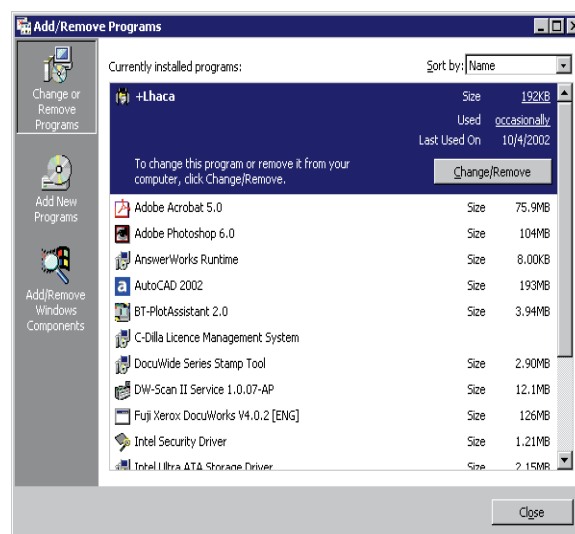 Add/Remove Programs
Change or
Remove
Programs
Add New
Programs
Add/Remove
Windows
Components
Currently installed programs:
Sort by: Name
+Lhaca Size 192KB
Used occasionally
Last Used On 10/4/2002
To change this program or remove it from your
computer, click Change/Remove.
Change/Remove
Adobe Acrobat 5.0 Size 75.9MB
Adobe Photoshop 6.0 Size 104MB
AnswerWorks Runtime Size 8.00KB
AutoCAD 2002 Size 193MB
BT-PlotAssistant 2.0 Size 3.94MB
C-Dilla Licence Management System
DocuWide Series Stamp Tool Size 2.90MB
DW-Scan II Service 1.0.07-AP Size 12.1MB
Fuji Xerox DocuWorks V4.0.2 [ENG] Size 126MB
Intel Security Driver Size 1.21MB
Intel Ultra ATA Storage Driver Size 2.15MB
Close